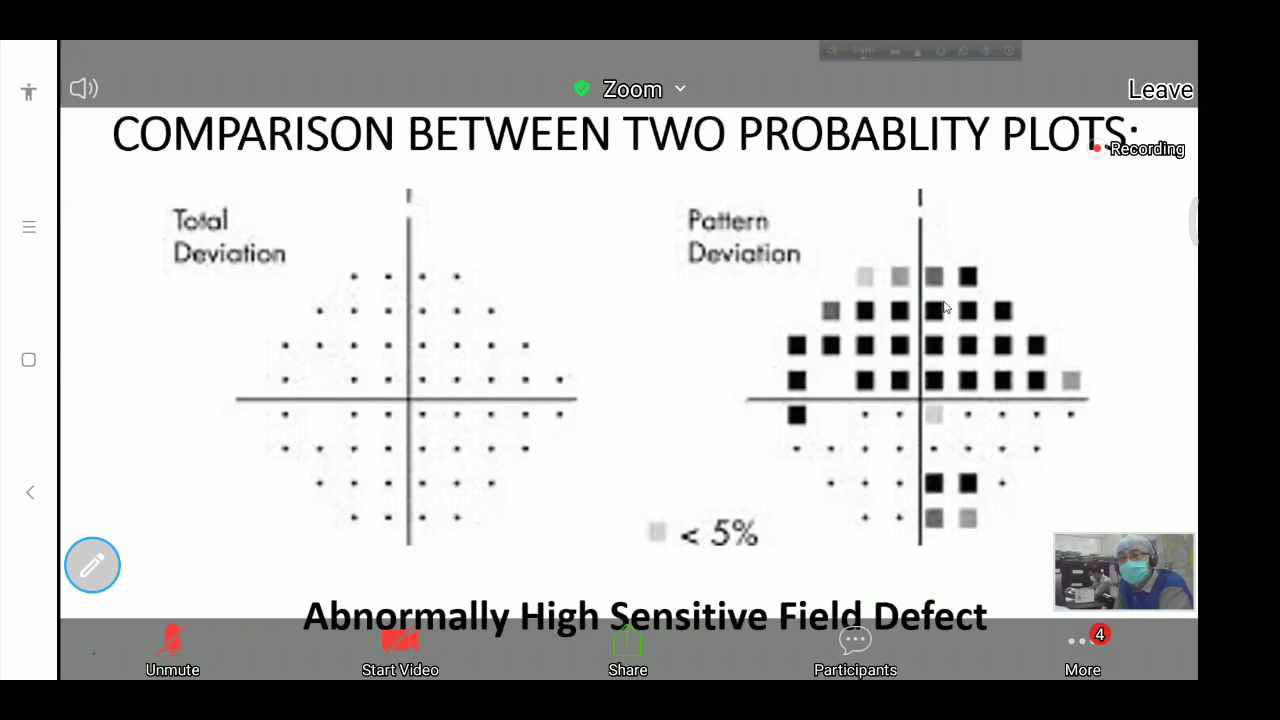 English
Zoom
Leave
COMPARISON BETWEEN TWO PROBABLITY PLOTS:
Recording
Total
Deviation
Pattern
Deviation
< 5%
Abnormally High Sensitive Field Defect
4
Unmute
Start Video
Share
Participants
More